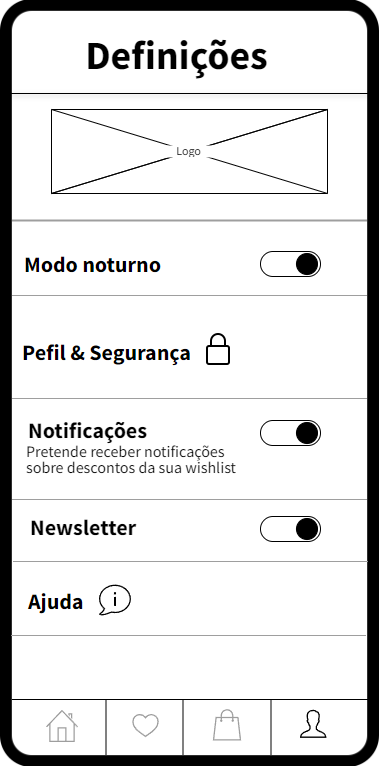 Definições
Logo
Modo noturno
Pefil & Segurança
Notificações
Pretende receber notificações
sobre descontos da sua wishlist
Newsletter
Ajuda